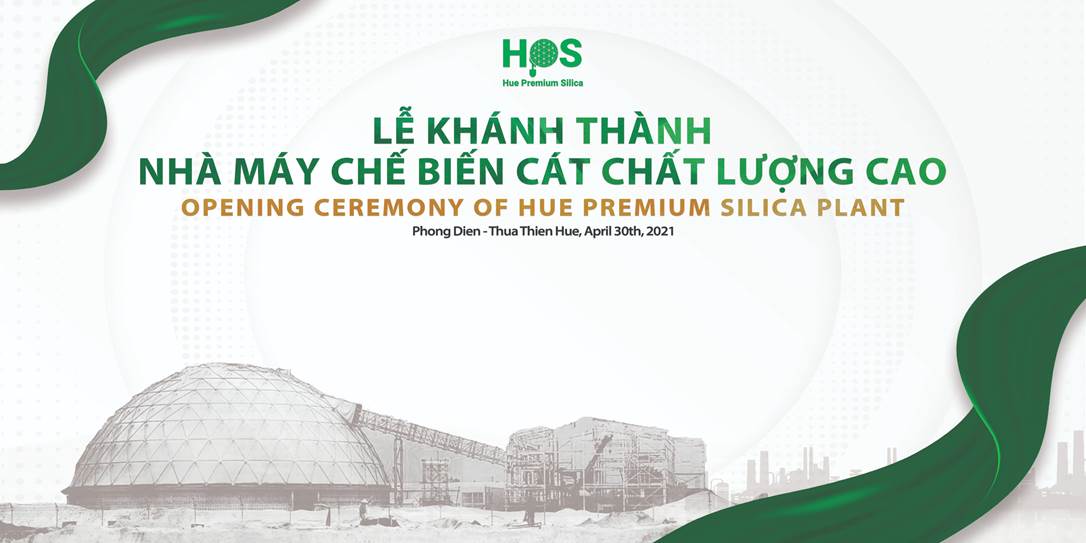 HPS
Hue Premium Silica
LỄ KHÁNH THÀNH
NHÀ MÁY CHẾ BIẾN CÁT CHẤT LƯỢNG CAO
OPENING CEREMONY OF HUE PREMIUM SILICA PLANT
Phong Dien - Thua Thien Hue, April 30th, 2021